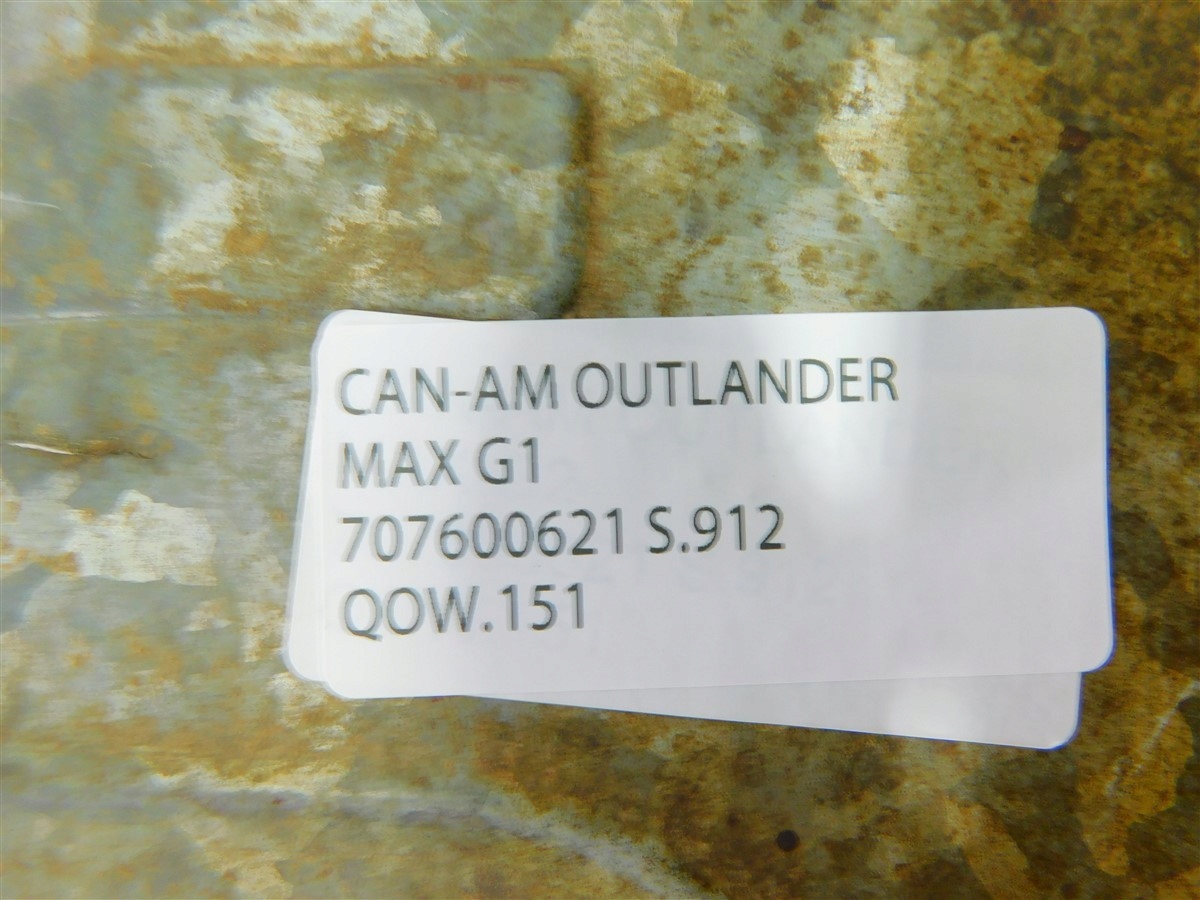 CAN-AM OUTLANDER
MAX G1
707600621 S.912
QOW.151